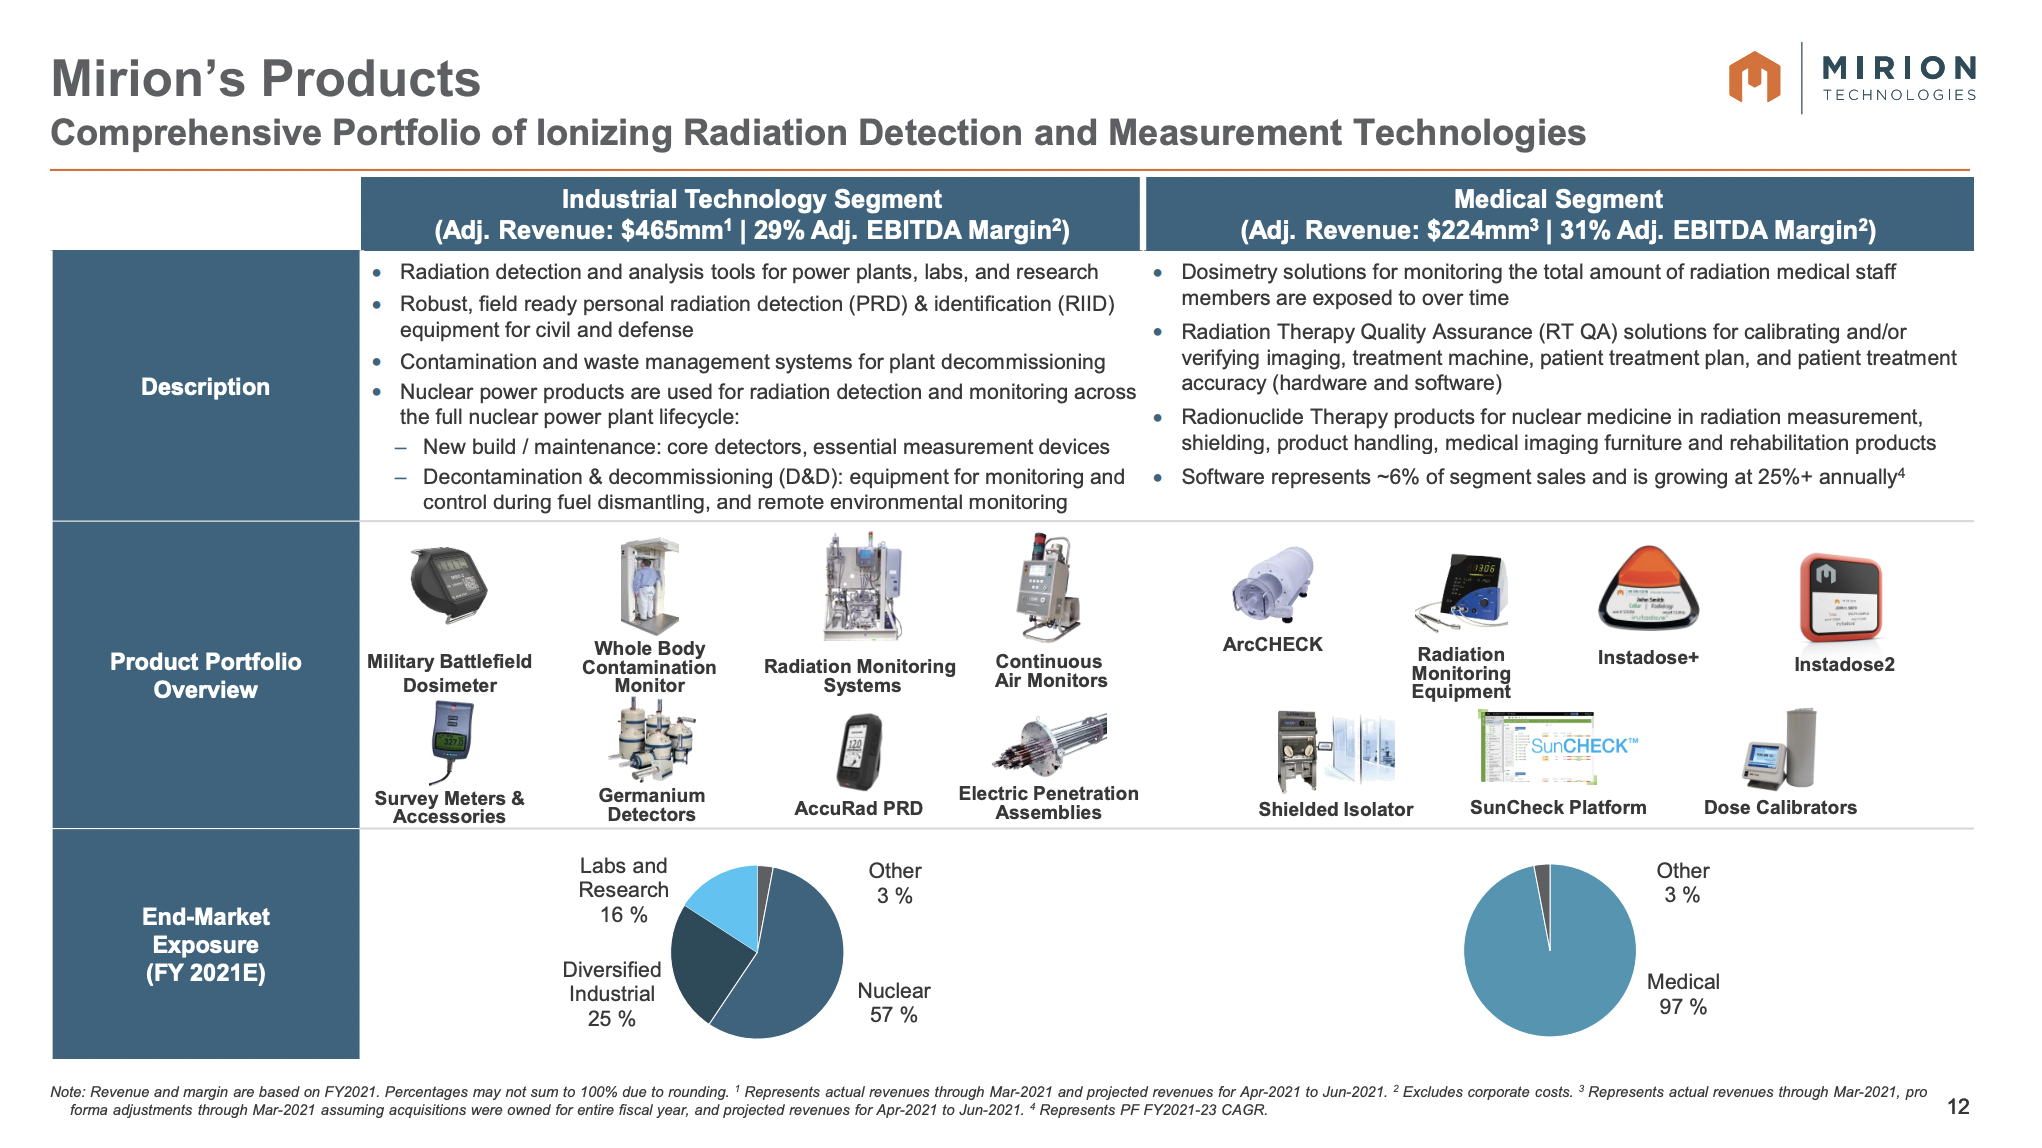 Mirion’s Products
Comprehensive Portfolio of Ionizing Radiation Detection and Measurement Technologies
MIRION
TECHNOLOGIES
Industrial Technology Segment
(Adj. Revenue: $465mm¹ | 29% Adj. EBITDA Margin²)
Medical Segment
(Adj. Revenue: $224mm³ | 31% Adj. EBITDA Margin²)
Description
• Radiation detection and analysis tools for power plants, labs, and research
• Robust, field ready personal radiation detection (PRD) & identification (RIID)
equipment for civil and defense
• Contamination and waste management systems for plant decommissioning
• Nuclear power products are used for radiation detection and monitoring across
the full nuclear power plant lifecycle:
– New build / maintenance: core detectors, essential measurement devices
– Decontamination & decommissioning (D&D): equipment for monitoring and
control during fuel dismantling, and remote environmental monitoring
• Dosimetry solutions for monitoring the total amount of radiation medical staff
members are exposed to over time
• Radiation Therapy Quality Assurance (RT QA) solutions for calibrating and/or
verifying imaging, treatment machine, patient treatment plan, and patient treatment
accuracy (hardware and software)
• Radionuclide Therapy products for nuclear medicine in radiation measurement,
shielding, product handling, medical imaging furniture and rehabilitation products
• Software represents ~6% of segment sales and is growing at 25%+ annually⁴
Product Portfolio
Overview
Military Battlefield
Dosimeter
Whole Body
Contamination
Monitor
Radiation Monitoring
Systems
Continuous
Air Monitors
Survey Meters &
Accessories
Germanium
Detectors
AccuRad PRD
Electric Penetration
Assemblies
ArcCHECK
1306
Radiation
Monitoring
Equipment
John Smith
Radiology
Instadose+
Instadose2
Shielded Isolator
SunCHECK™
SunCheck Platform
Dose Calibrators
End-Market
Exposure
(FY 2021E)
Labs and
Research
16 %
Other
3 %
Diversified
Industrial
25 %
Nuclear
57 %
Other
3 %
Medical
97 %
Note: Revenue and margin are based on FY2021. Percentages may not sum to 100% due to rounding. ¹ Represents actual revenues through Mar-2021 and projected revenues for Apr-2021 to Jun-2021. ² Excludes corporate costs. ³ Represents actual revenues through Mar-2021, pro
forma adjustments through Mar-2021 assuming acquisitions were owned for entire fiscal year, and projected revenues for Apr-2021 to Jun-2021. ⁴ Represents PF FY2021-23 CAGR.
12